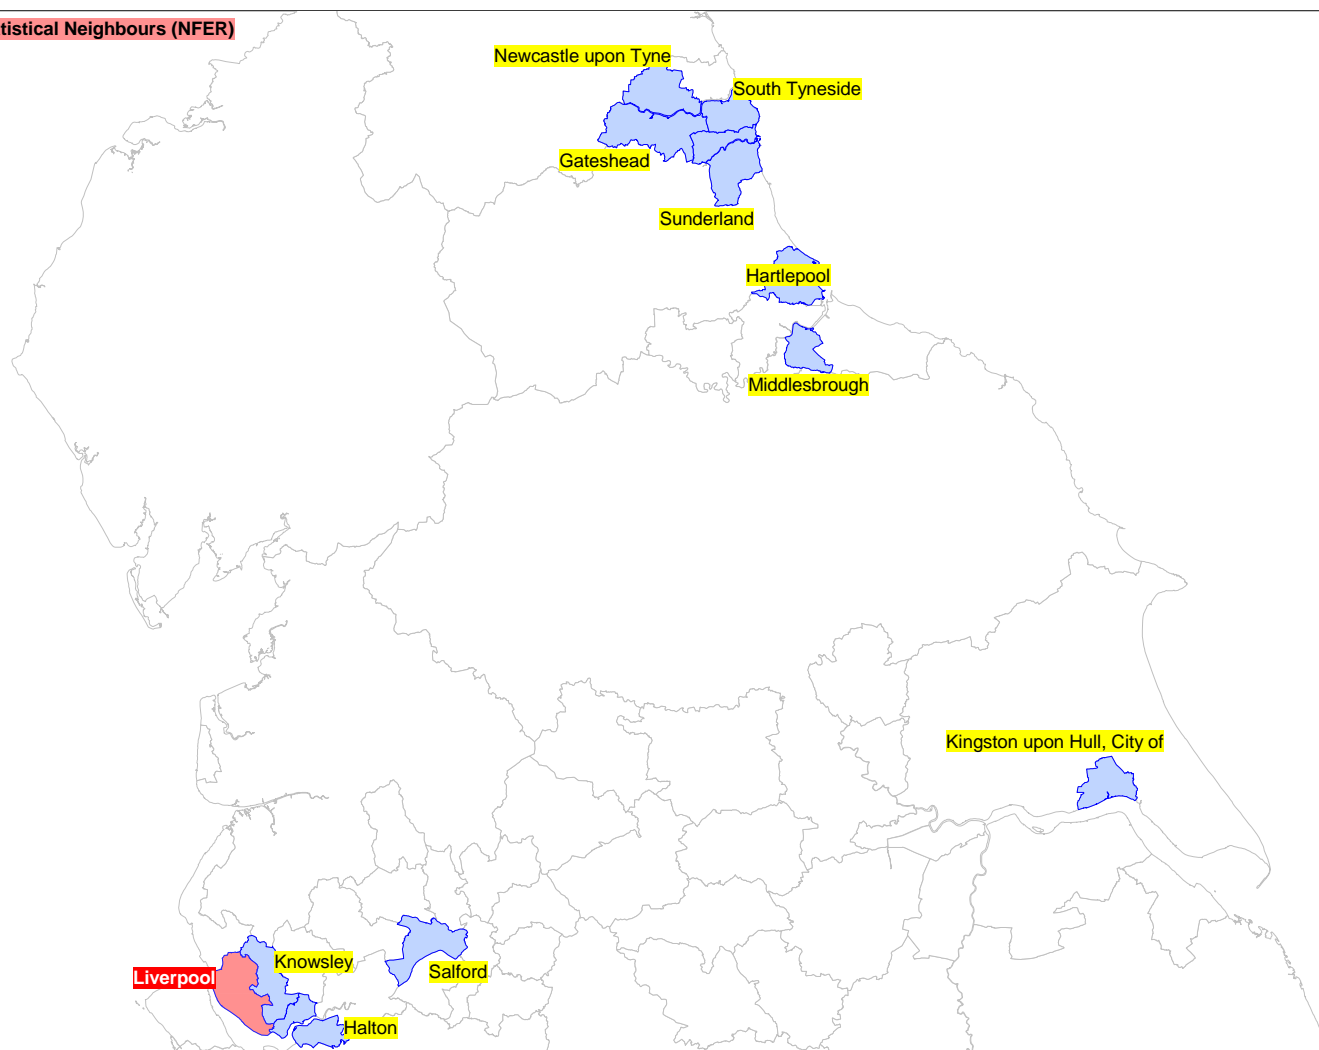 tistical Neighbours (NFER)
Newcastle upon Tyne
South Tyneside
Gateshead
Sunderland
Hartlepool
Middlesbrough
Kingston upon Hull, City of
Knowsley
Salford
Liverpool
Halton